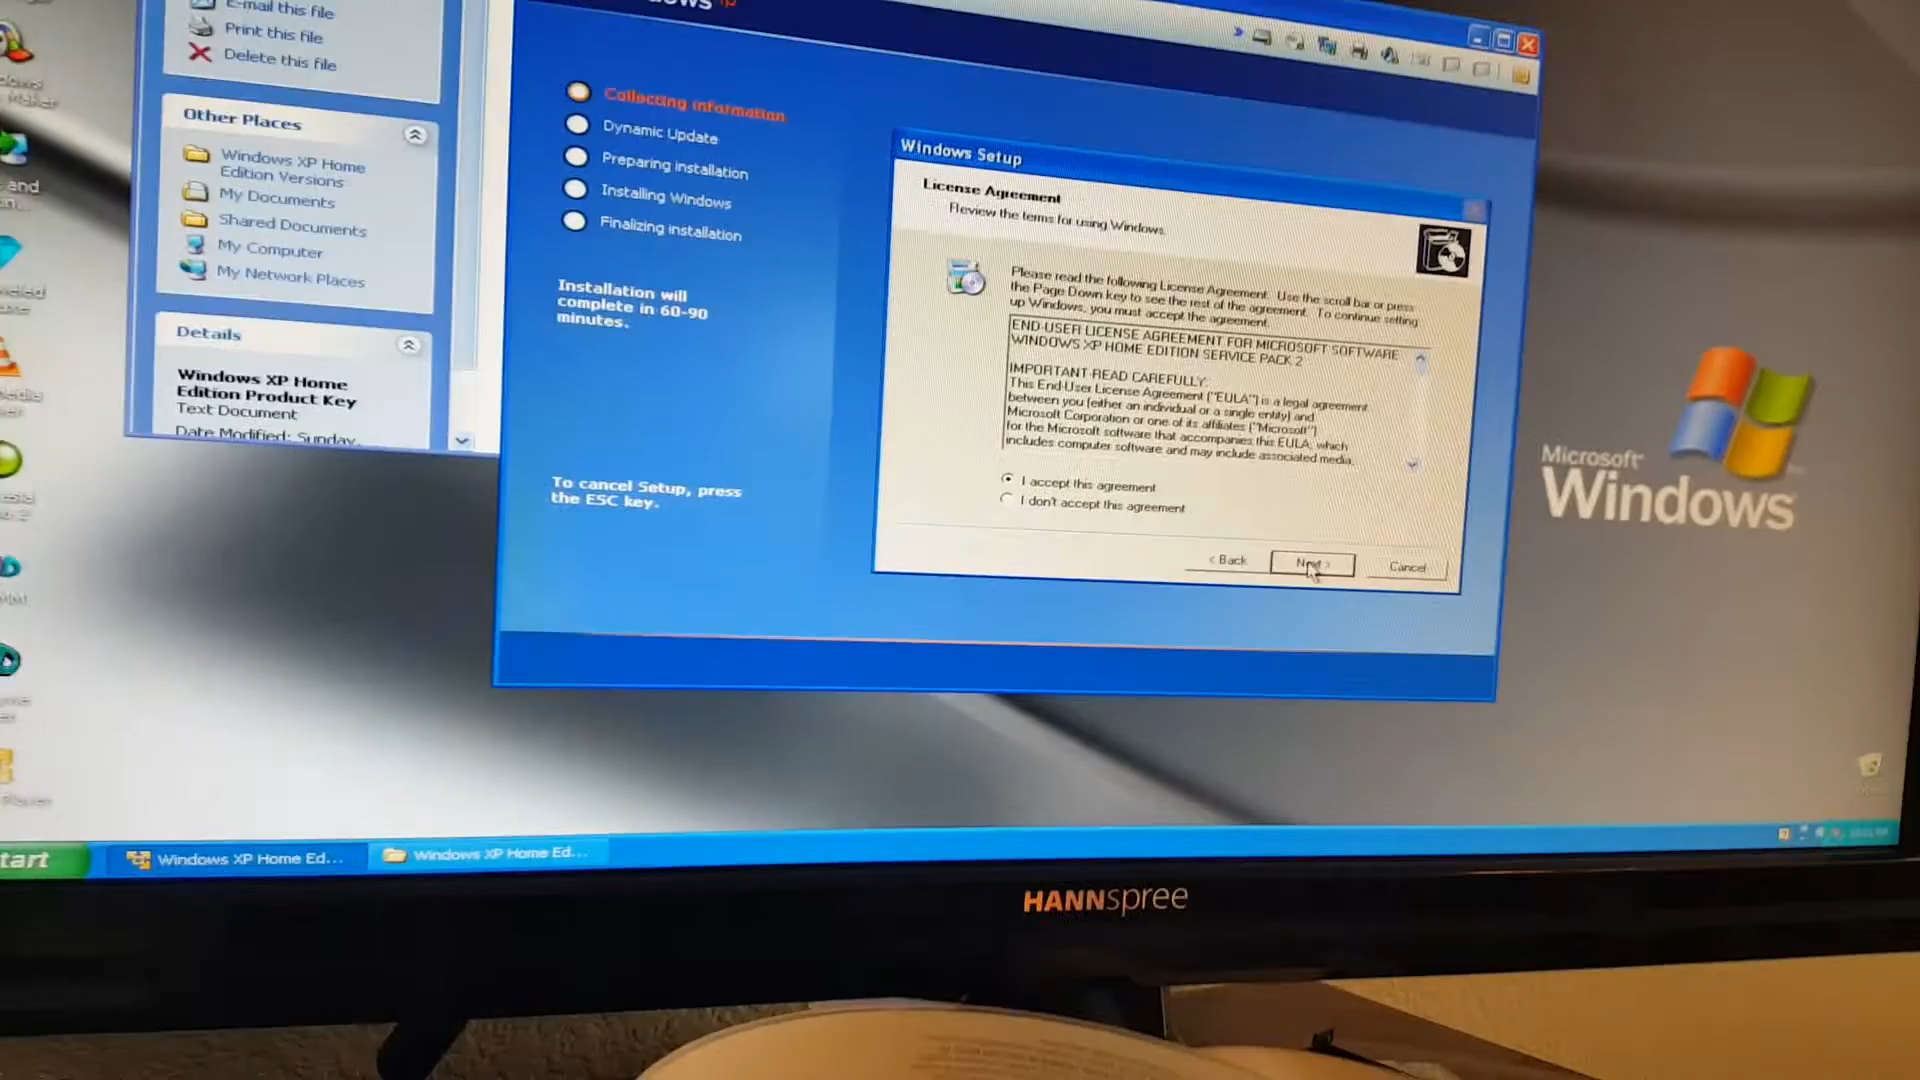 E-mail this file
Print this file
Delete this file
Other Places
Windows XP Home
Edition Versions
My Documents
Shared Documents
My Computer
My Network Places
Details
Windows XP Home
Edition Product Key
Text Document
Date Modified: Sunday,
xp
Collecting information
Dynamic Update
Preparing installation
Installing Windows
Finalizing installation
Installation will
complete in 60-90
minutes.
To cancel Setup, press
the ESC key.
Windows Setup
License Agreement
Review the terms for using Windows.
Please read the following License Agreement. Use the scroll bar or press
the Page Down key to see the rest of the agreement. To continue setting
up Windows, you must accept the agreement.
END-USER LICENSE AGREEMENT FOR MICROSOFT SOFTWARE
WINDOWS XP HOME EDITION SERVICE PACK 2
IMPORTANT-READ CAREFULLY:
This End-User License Agreement ("EULA") is a legal agreement
between you (either an individual or a single entity) and
Microsoft Corporation or one of its affiliates ("Microsoft")
for the Microsoft software that accompanies this EULA, which
includes computer software and may include associated media,
I accept this agreement
I don't accept this agreement
< Back
Next >
Cancel
Microsoft
Windows
tart
Windows XP Home Ed...
Windows XP Home Ed...
HANNspree